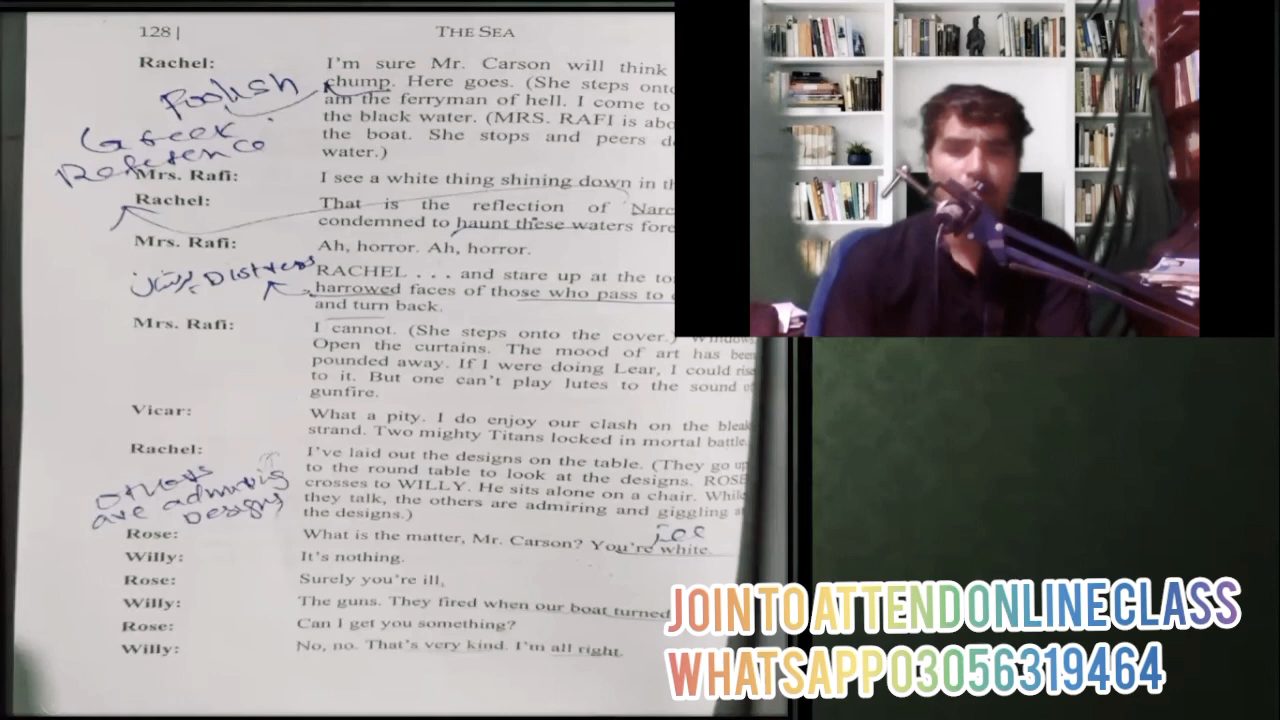 128 |
THE SEA
Rachel:
I'm sure Mr. Carson will think
chump. Here goes. (She steps onto
foolish
am the ferryman of hell. I come to
the black water. (MRS. RAFI is abo
Greek
the boat. She stops and peers d
Reference
water.)
Mrs. Rafi:
I see a white thing shining down in th
Rachel:
That is the reflection of Narc
condemned to haunt these waters fore
Mrs. Rafi:
Ah, horror. Ah, horror.
پریشان Distress
RACHEL . . . and stare up at the to
harrowed faces of those who pass to
and turn back.
Mrs. Rafi:
I cannot. (She steps onto the cover.) Windows.
Open the curtains. The mood of art has been
pounded away. If I were doing Lear, I could rise
to it. But one can't play lutes to the sound of
gunfire.
Vicar:
What a pity. I do enjoy our clash on the bleak
strand. Two mighty Titans locked in mortal battle.
Rachel:
I've laid out the designs on the table. (They go up
to the round table to look at the designs. ROSE
crosses to WILLY. He sits alone on a chair. While
they talk, the others are admiring and giggling at
the designs.)
others
are admiring
Designs
Rose:
What is the matter, Mr. Carson? You're white.
Willy:
It's nothing.
Rose:
Surely you're ill,
Willy:
The guns. They fired when our boat turned
Rose:
Can I get you something?
Willy:
No, no. That's very kind. I'm all right.
JOIN TO ATTEND ONLINE CLASS
WHATSAPP 03056319464